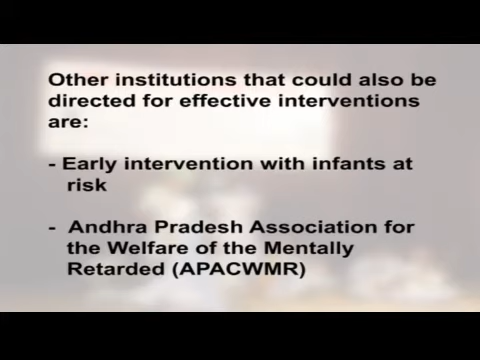 Other institutions that could also be
directed for effective interventions
are:
- Early intervention with infants at
risk
- Andhra Pradesh Association for
the Welfare of the Mentally
Retarded (APACWMR)